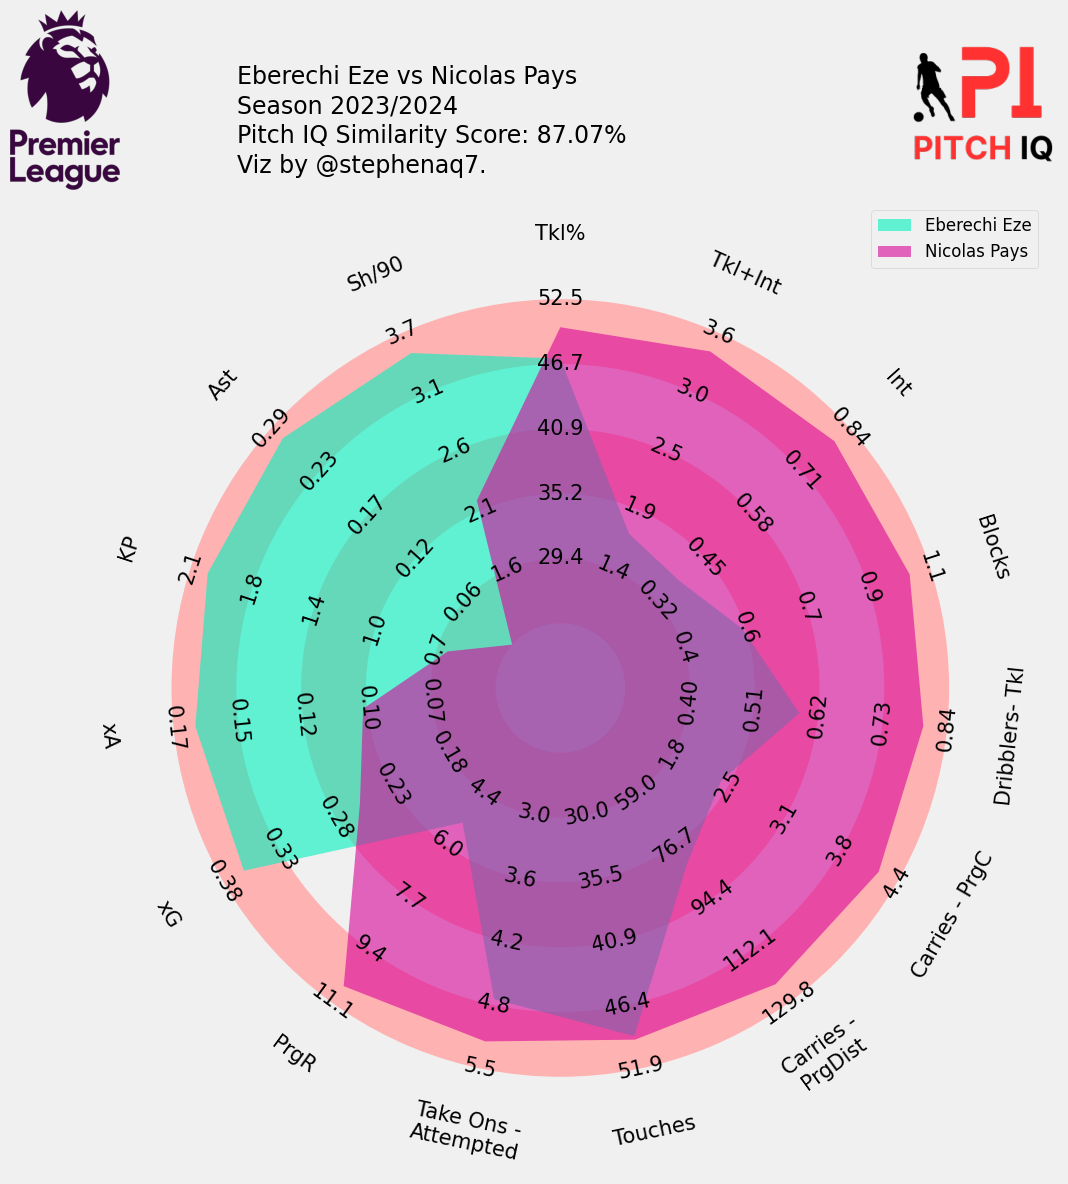 Premier
League
Eberechi Eze vs Nicolas Pays
Season 2023/2024
Pitch IQ Similarity Score: 87.07%
Viz by @stephenaq7.
PI
PITCH IQ
Eberechi Eze
Nicolas Pays
Tkl%
52.5
46.7
40.9
35.2
29.4
Tkl+Int
3.6
3.0
2.5
1.9
1.4
Int
0.84
0.71
0.58
0.45
0.32
Blocks
1.1
0.9
0.7
0.6
0.4
Dribblers- Tkl
0.84
0.73
0.62
0.51
0.40
Carries - PrgC
4.4
3.8
3.1
2.5
1.8
Carries -
PrgDist
129.8
112.1
94.4
76.7
59.0
Touches
51.9
46.4
40.9
35.5
30.0
Take Ons -
Attempted
5.5
4.8
4.2
3.6
3.0
PrgR
11.1
9.4
7.7
6.0
4.4
xG
0.38
0.33
0.28
0.23
0.18
xA
0.17
0.15
0.12
0.10
0.07
KP
2.1
1.8
1.4
1.0
0.7
Ast
0.29
0.23
0.17
0.12
0.06
Sh/90
3.7
3.1
2.6
2.1
1.6